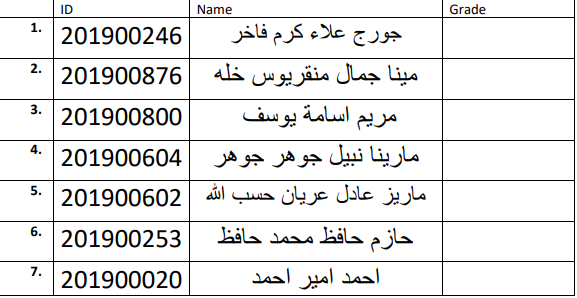 ID Name Grade
1. 201900246 جورج علاء كرم فاخر
2. 201900876 مينا جمال منقريوس خله
3. 201900800 مريم اسامة يوسف
4. 201900604 مارينا نبيل جوهر جوهر
5. 201900602 ماريز عادل عريان حسب الله
6. 201900253 حازم حافظ محمد حافظ
7. 201900020 احمد امير احمد